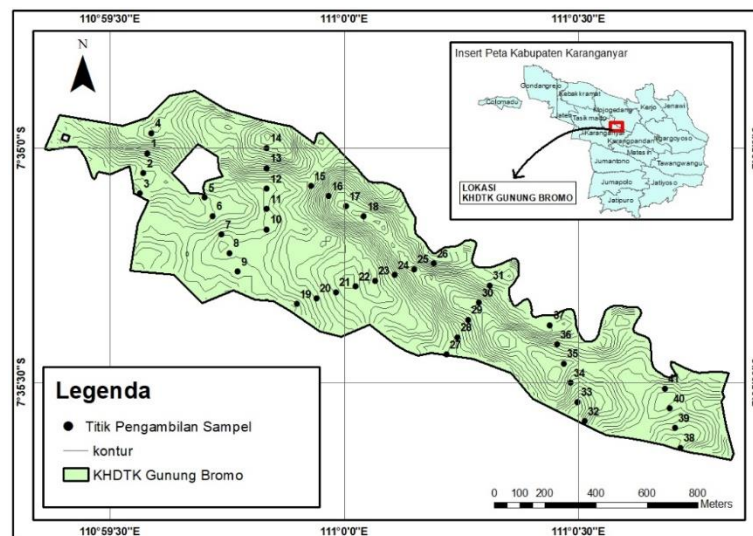 110°59'30"E
111°0'0"E
111°0'30"E
N
Insert Peta Kabupaten Karanganyar
Gondangrejo
Colomadu
Kebakkramat
Jaten
Tasikmadu
Mojogedang
Kerjo
Jenawi
Karanganyar
Karangpandan
Ngargoyoso
Matesih
Tawangmangu
Jumantono
Jumapolo
Jatiyoso
Jatipuro
LOKASI
KHDTK GUNUNG BROMO
7°35'0"S
7°35'30"S
4
1
2
3
5
6
7
8
9
14
13
12
11
10
15
16
17
18
19
20
21
22
23
24
25
26
27
28
29
30
31
37
36
35
34
33
32
41
40
39
38
Legenda
Titik Pengambilan Sampel
kontur
KHDTK Gunung Bromo
0 100 200 400 600 800
Meters
110°59'30"E
111°0'0"E
111°0'30"E